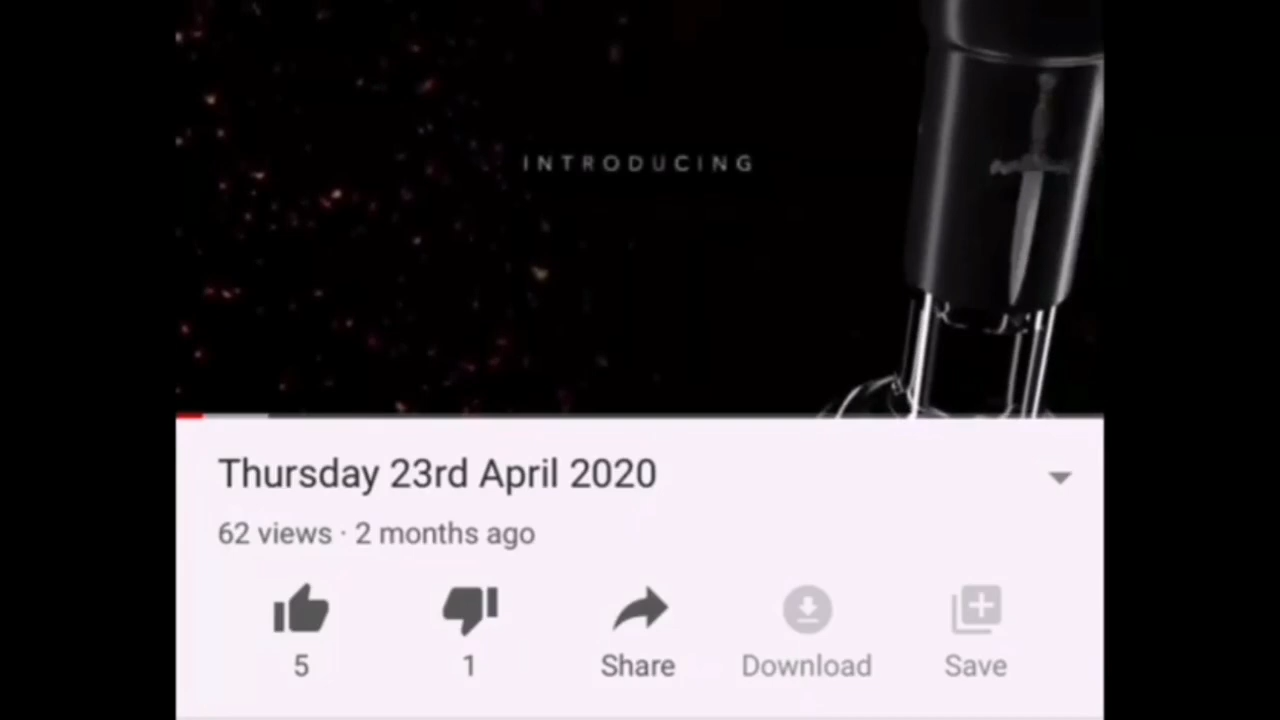 INTRODUCING
Thursday 23rd April 2020
62 views · 2 months ago
5 1 Share Download Save